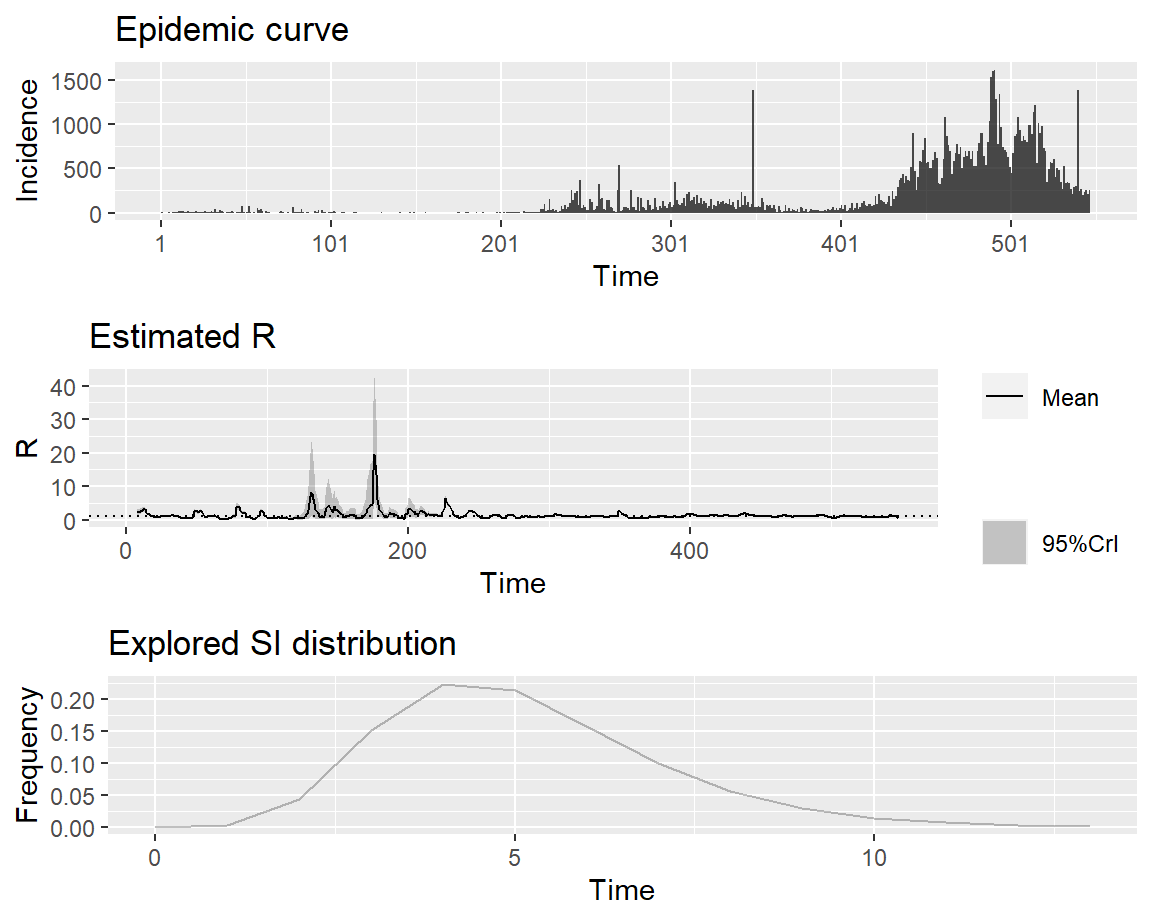 Epidemic curve
1500
1000
500
0
Incidence
1 101 201 301 401 501
Time
Estimated R
40
30
20
10
0
R
0 200 400
Time
Mean
95%CrI
Explored SI distribution
0.20
0.15
0.10
0.05
0.00
Frequency
0 5 10
Time